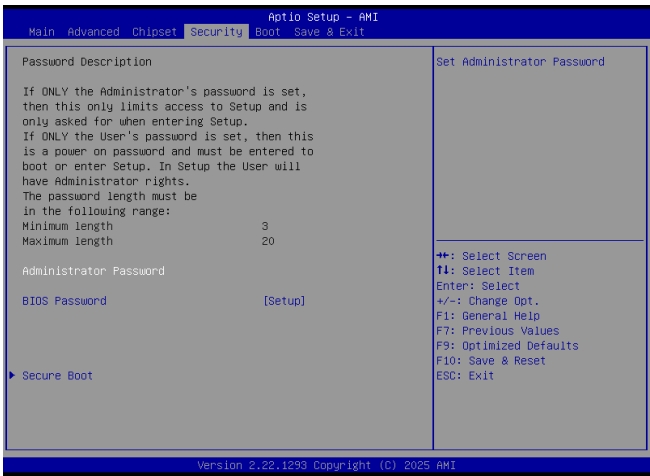 Aptio Setup – AMI
Main Advanced Chipset Security Boot Save & Exit
Password Description
If ONLY the Administrator's password is set,
then this only limits access to Setup and is
only asked for when entering Setup.
If ONLY the User's password is set, then this
is a power on password and must be entered to
boot or enter Setup. In Setup the User will
have Administrator rights.
The password length must be
in the following range:
Minimum length 3
Maximum length 20
Administrator Password
BIOS Password [Setup]
Secure Boot
Set Administrator Password
→←: Select Screen
↑↓: Select Item
Enter: Select
+/-: Change Opt.
F1: General Help
F7: Previous Values
F9: Optimized Defaults
F10: Save & Reset
ESC: Exit
Version 2.22.1293 Copyright (C) 2025 AMI